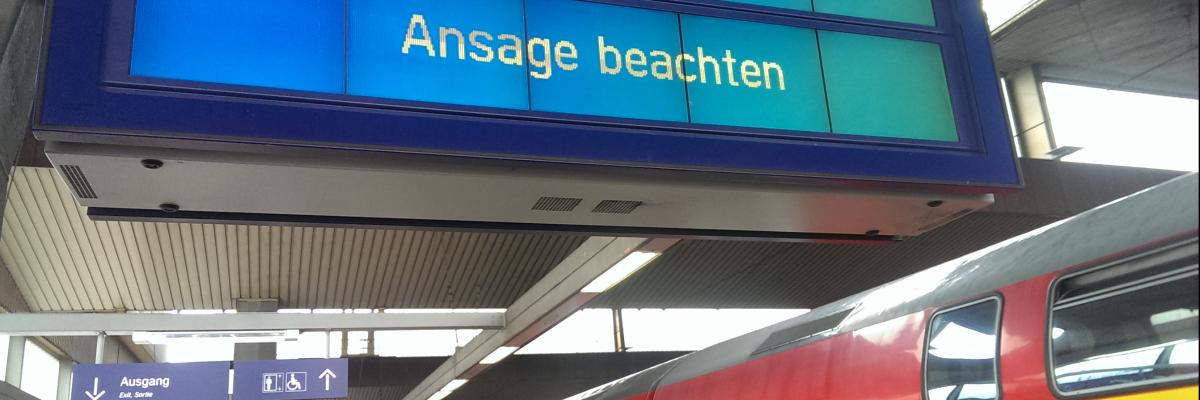 Ansage beachten
Ausgang
Exit, Sortie